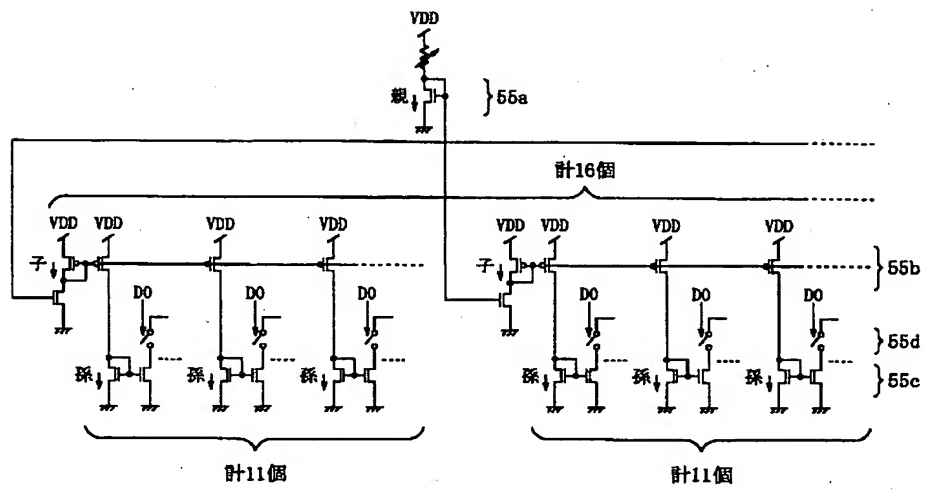 VDD
親
55a
計16個
VDD VDD VDD VDD VDD VDD VDD VDD
子 子
55b
DO DO DO DO DO DO
55d
孫 孫 孫 孫 孫 孫
55c
計11個 計11個